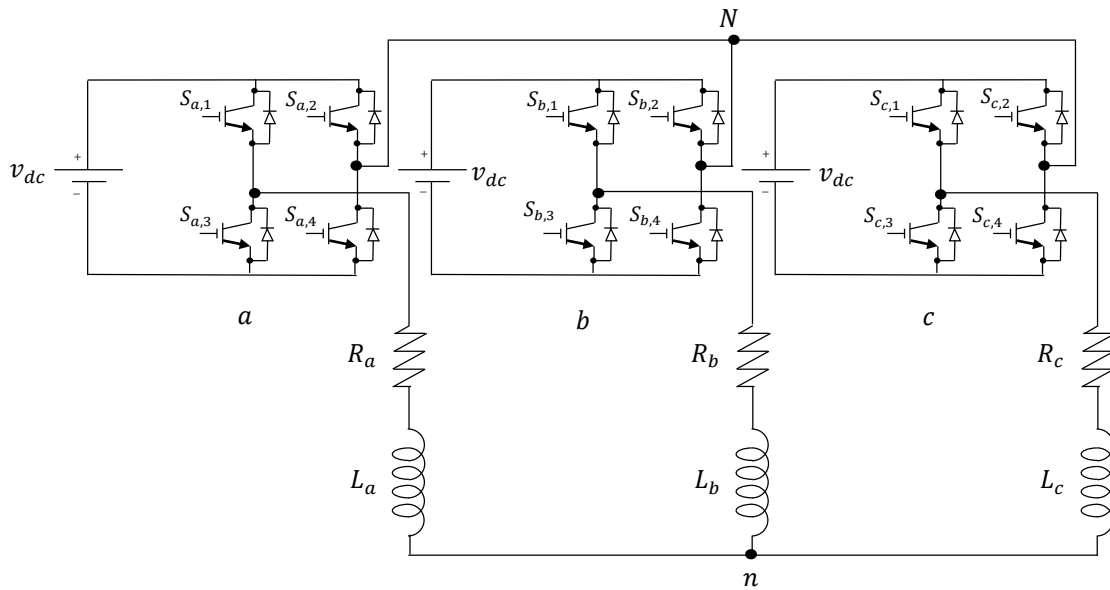 N
S_{a,1}
S_{a,2}
S_{b,1}
S_{b,2}
S_{c,1}
S_{c,2}
+
v_{dc}
−
+
v_{dc}
−
+
v_{dc}
−
S_{a,3}
S_{a,4}
S_{b,3}
S_{b,4}
S_{c,3}
S_{c,4}
a
b
c
R_a
R_b
R_c
L_a
L_b
L_c
n